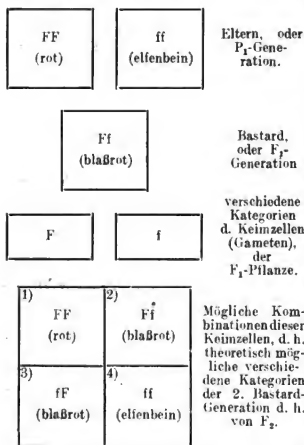 FF
(rot)
ff
(elfenbein)
Eltern, oder
P₁-Gene-
ration.
Ff
(blaßrot)
Bastard,
oder F₁-
Generation
F
f
verschiedene
Kategorien
d. Keimzellen
(Gameten),
der
F₁-Pflanze.
1)
FF
(rot)
2)
Ff
(blaßrot)
3)
fF
(blaßrot)
4)
ff
(elfenbein)
Mögliche Kom-
binationen dieser
Keimzellen, d. h.
theoretisch mög-
liche verschie-
dene Kategorien
der 2. Bastard-
Generation d. h.
von F₂.